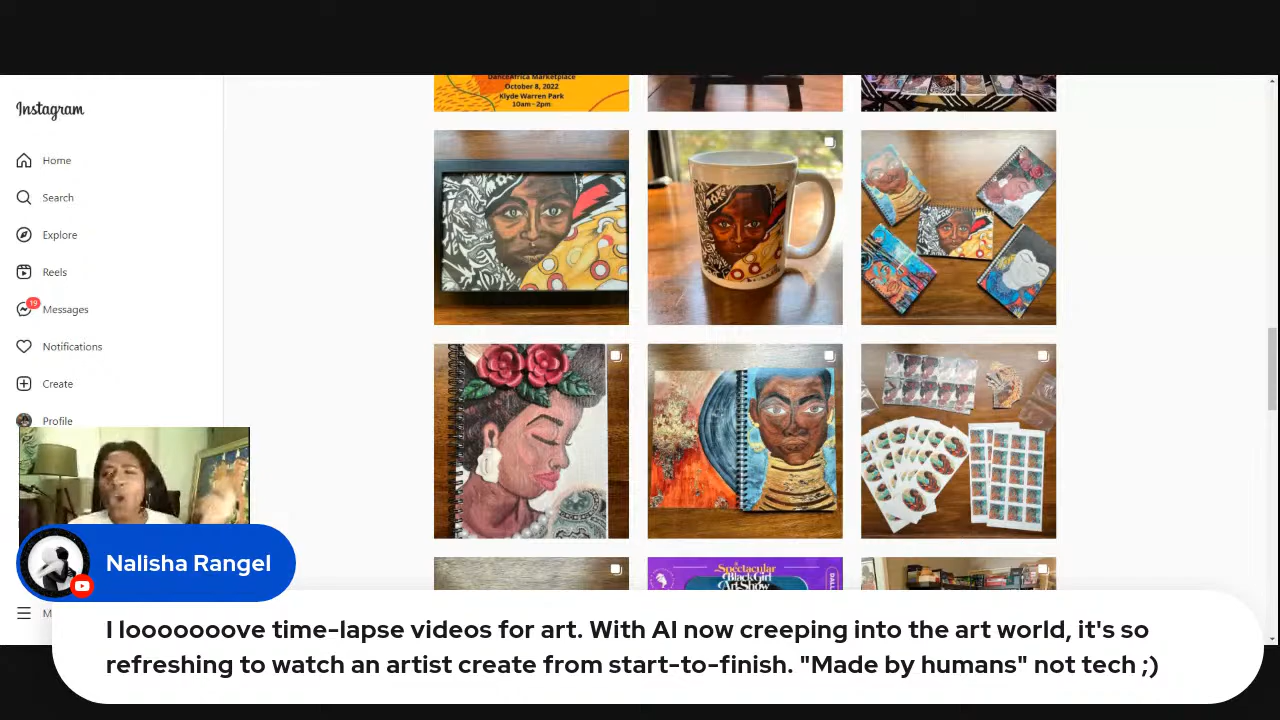 DanceAfrica Marketplace
October 8, 2022
Klyde Warren Park
10am - 2pm
Instagram
Home
Search
Explore
Reels
19
Messages
Notifications
Create
Profile
Spectacular
Black Girl
Art Show
Nalisha Rangel
M
I looooooove time-lapse videos for art. With AI now creeping into the art world, it's so
refreshing to watch an artist create from start-to-finish. "Made by humans" not tech ;)